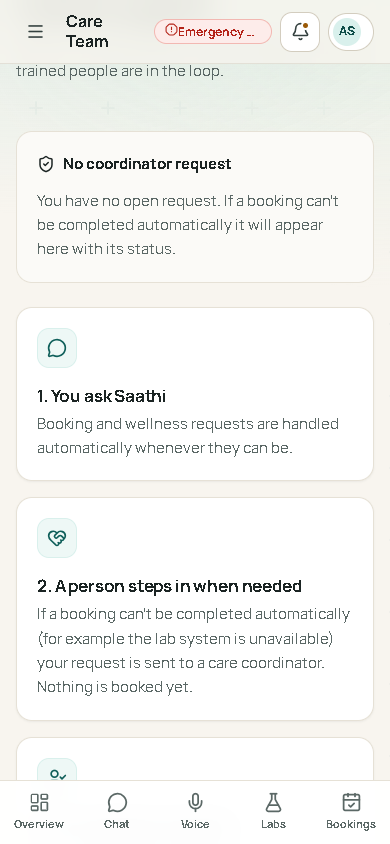 Care
Team
Emergency ...
AS
trained people are in the loop.
No coordinator request
You have no open request. If a booking can't
be completed automatically it will appear
here with its status.
1. You ask Saathi
Booking and wellness requests are handled
automatically whenever they can be.
2. A person steps in when needed
If a booking can't be completed automatically
(for example the lab system is unavailable)
your request is sent to a care coordinator.
Nothing is booked yet.
Overview
Chat
Voice
Labs
Bookings